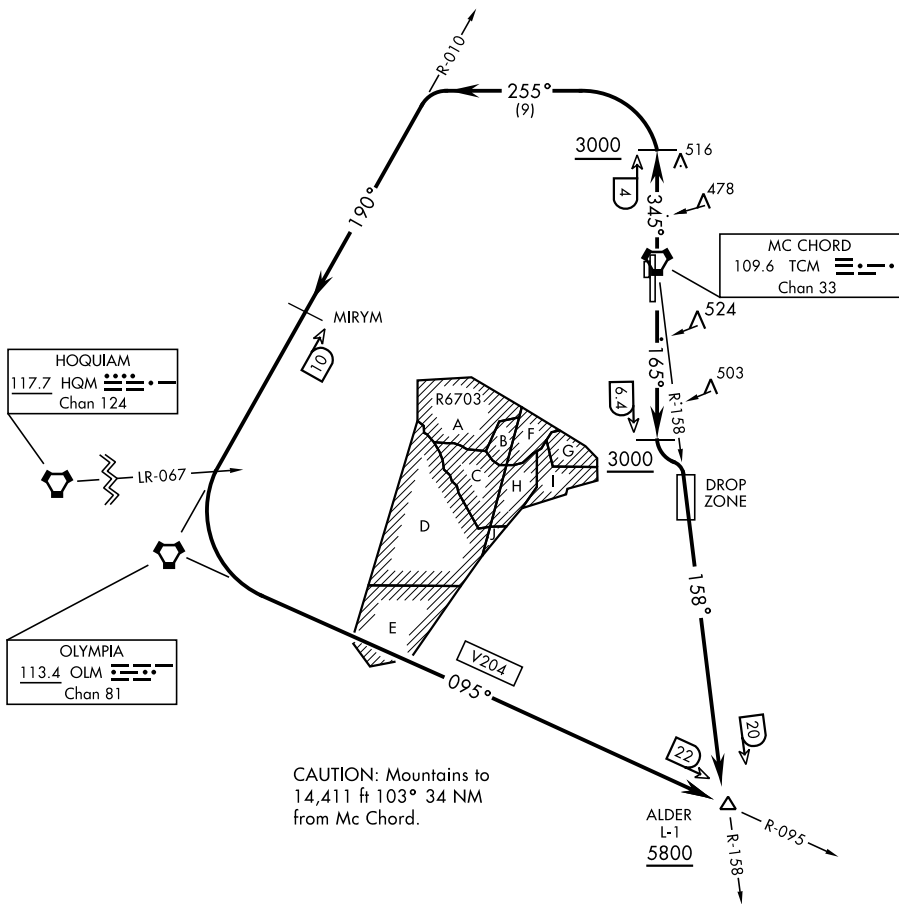 R-010
255°
(9)
3000
516
4
345°
478
190°
MC CHORD
109.6 TCM
Chan 33
MIRYM
10
524
HOQUIAM
117.7 HQM
Chan 124
165°
R-158
503
R6703
A
B
F
G
6.4
3000
LR-067
C
H
I
DROP
ZONE
D
J
158°
E
OLYMPIA
113.4 OLM
Chan 81
V204
095°
20
22
CAUTION: Mountains to
14,411 ft 103° 34 NM
from Mc Chord.
ALDER
L-1
5800
R-095
R-158